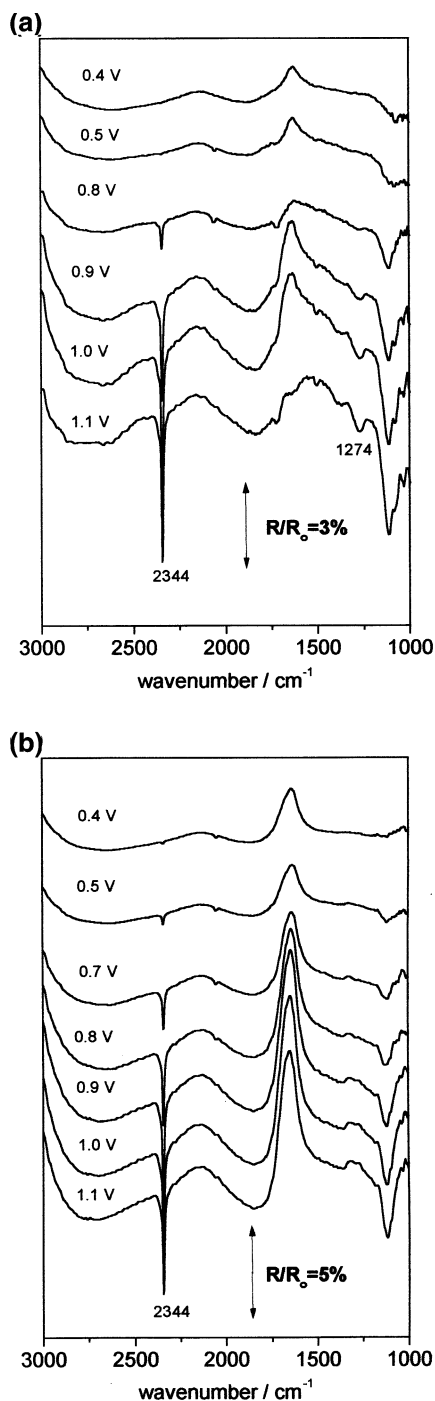 (a)
0.4 V
0.5 V
0.8 V
0.9 V
1.0 V
1.1 V
1274
R/R₀=3%
2344
3000 2500 2000 1500 1000
wavenumber / cm⁻¹
(b)
0.4 V
0.5 V
0.7 V
0.8 V
0.9 V
1.0 V
1.1 V
R/R₀=5%
2344
3000 2500 2000 1500 1000
wavenumber / cm⁻¹